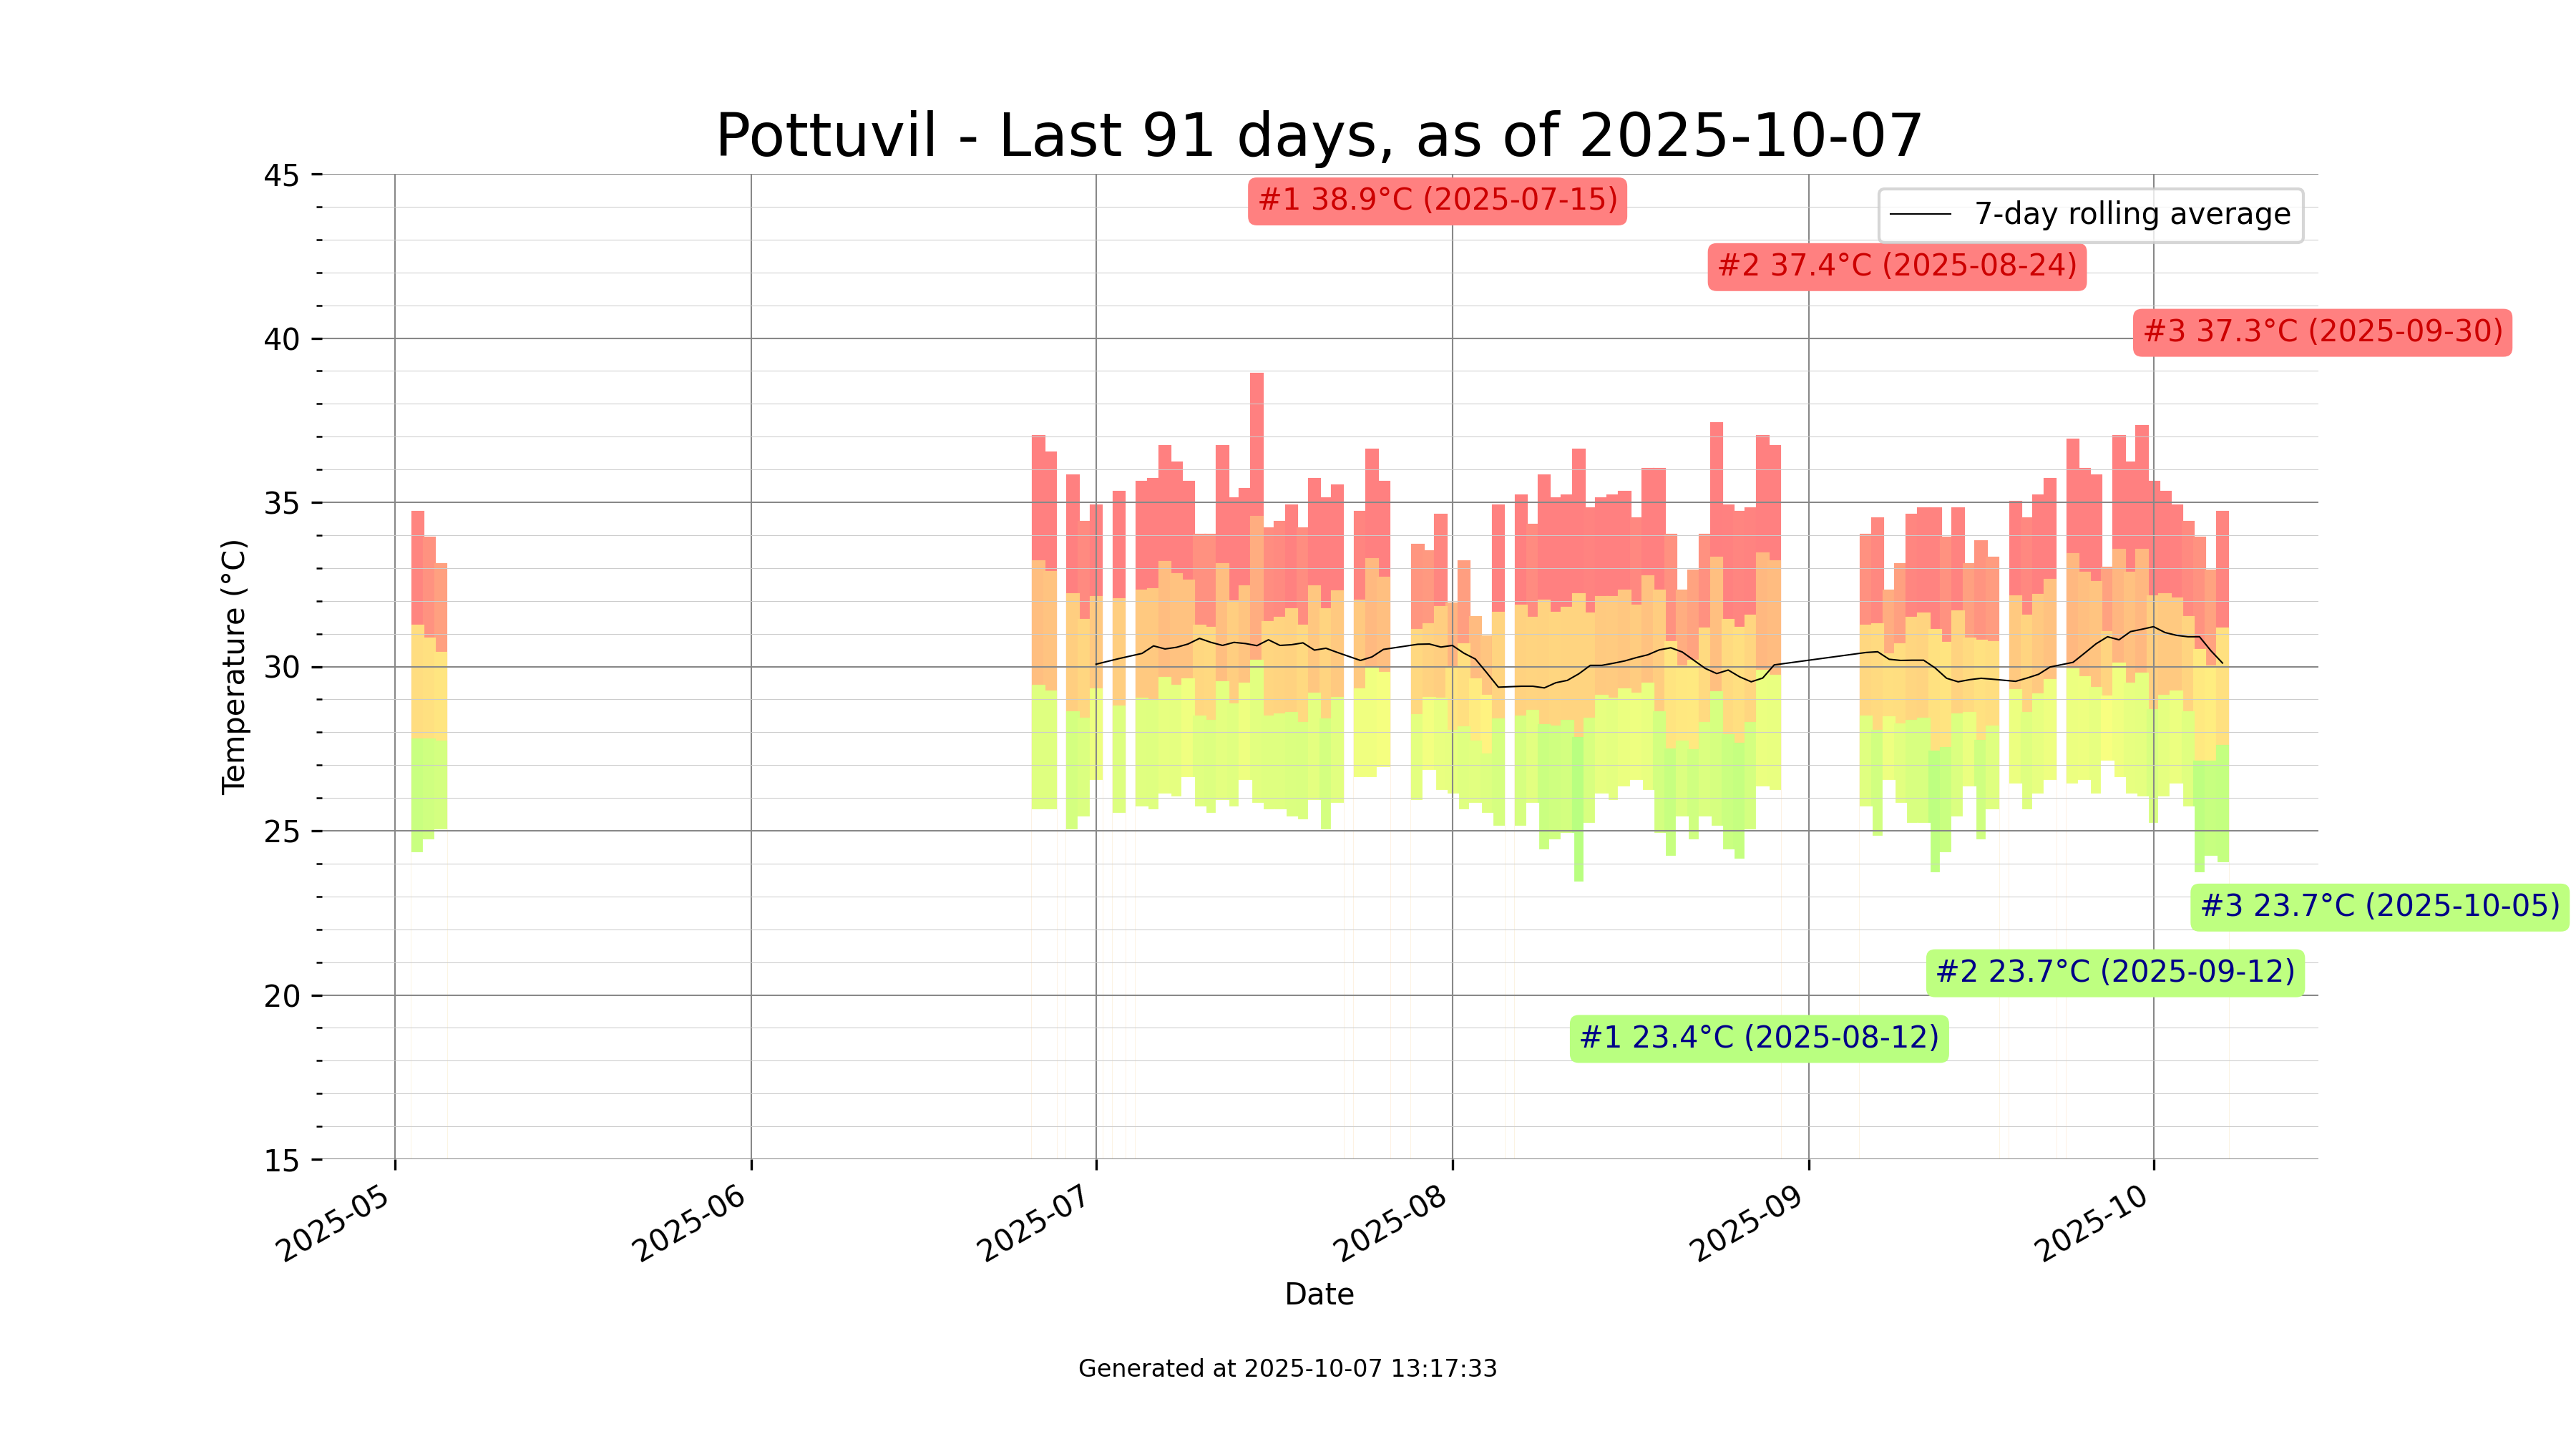 Pottuvil - Last 91 days, as of 2025-10-07
45
#1 38.9°C (2025-07-15)
7-day rolling average
#2 37.4°C (2025-08-24)
#3 37.3°C (2025-09-30)
40
35
30
25
20
15
Temperature (°C)
#3 23.7°C (2025-10-05)
#2 23.7°C (2025-09-12)
#1 23.4°C (2025-08-12)
2025-05
2025-06
2025-07
2025-08
2025-09
2025-10
Date
Generated at 2025-10-07 13:17:33